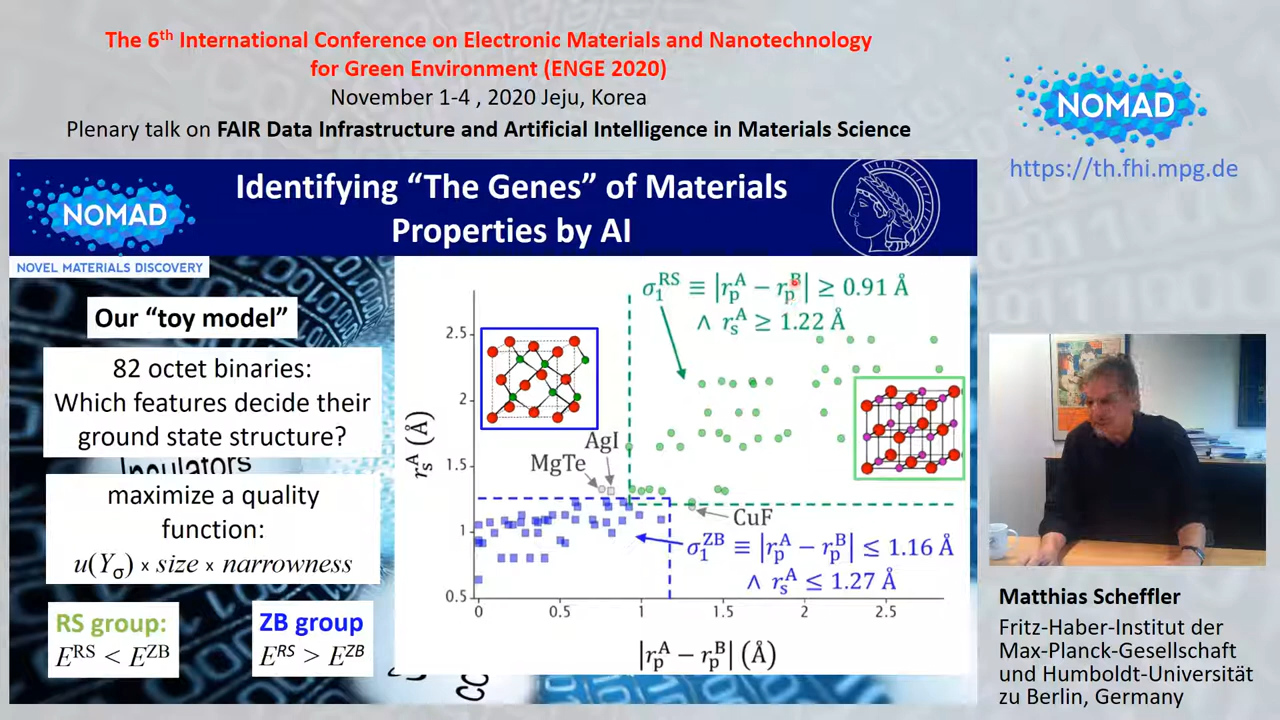 The 6th International Conference on Electronic Materials and Nanotechnology
for Green Environment (ENGE 2020)
November 1-4 , 2020 Jeju, Korea
Plenary talk on FAIR Data Infrastructure and Artificial Intelligence in Materials Science
NOMAD
https://th.fhi.mpg.de
NOMAD
NOVEL MATERIALS DISCOVERY
Identifying “The Genes” of Materials
Properties by AI
Our “toy model”
82 octet binaries:
Which features decide their
ground state structure?
Insulators
maximize a quality
function:
u(Yσ) × size × narrowness
RS group:
E^RS < E^ZB
ZB group
E^RS > E^ZB
σ₁^RS ≡ |r_p^A − r_p^B| ≥ 0.91 Å
∧ r_s^A ≥ 1.22 Å
2.5
2
1.5
1
0.5
r_s^A (Å)
AgI
MgTe
CuF
σ₁^ZB ≡ |r_p^A − r_p^B| ≤ 1.16 Å
∧ r_s^A ≤ 1.27 Å
0 0.5 1 1.5 2 2.5
|r_p^A − r_p^B| (Å)
Matthias Scheffler
Fritz-Haber-Institut der
Max-Planck-Gesellschaft
und Humboldt-Universität
zu Berlin, Germany